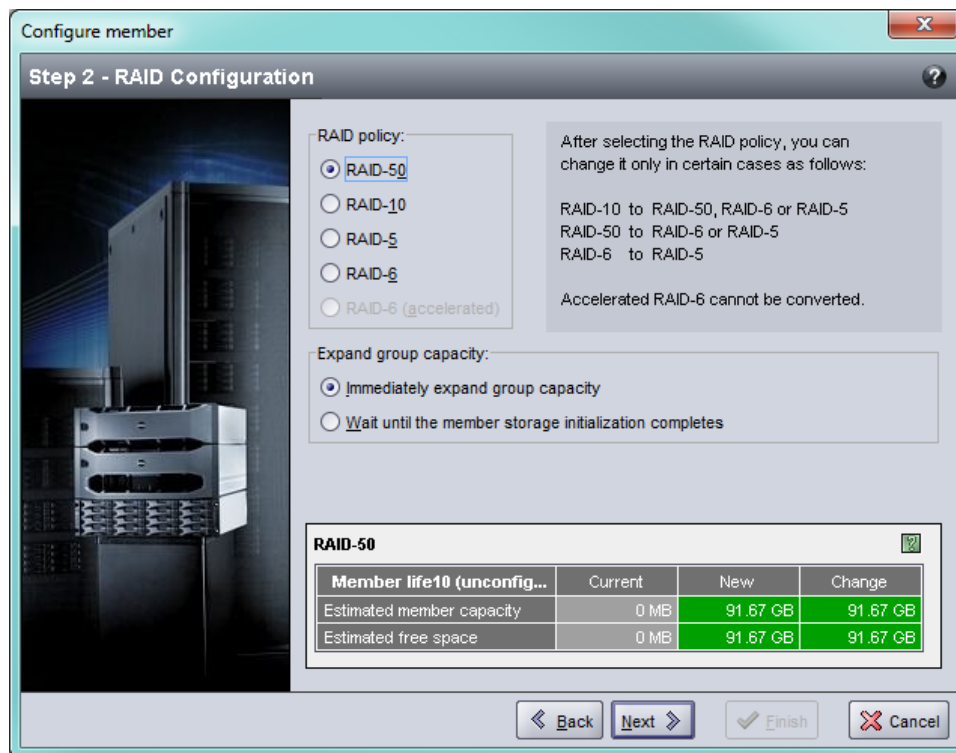 Configure member
Step 2 - RAID Configuration
RAID policy:
RAID-50
RAID-10
RAID-5
RAID-6
RAID-6 (accelerated)
After selecting the RAID policy, you can
change it only in certain cases as follows:
RAID-10 to RAID-50, RAID-6 or RAID-5
RAID-50 to RAID-6 or RAID-5
RAID-6 to RAID-5
Accelerated RAID-6 cannot be converted.
Expand group capacity:
Immediately expand group capacity
Wait until the member storage initialization completes
RAID-50
Member life10 (unconfig... Current New Change
Estimated member capacity 0 MB 91.67 GB 91.67 GB
Estimated free space 0 MB 91.67 GB 91.67 GB
Back Next Finish Cancel